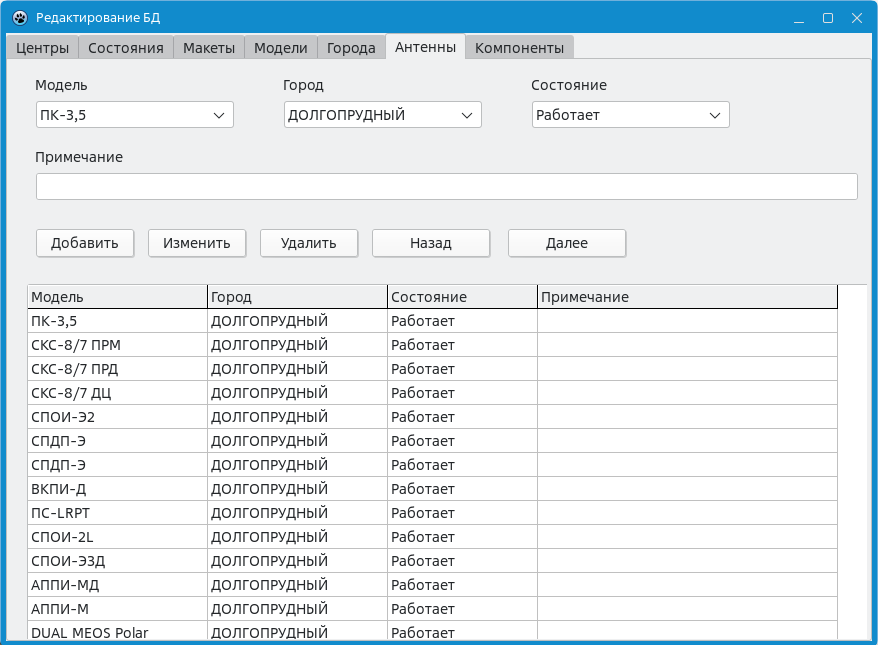 Редактирование БД
Центры Состояния Макеты Модели Города Антенны Компоненты
Модель Город Состояние
ПК-3,5 ДОЛГОПРУДНЫЙ Работает
Примечание
Добавить Изменить Удалить Назад Далее
Модель Город Состояние Примечание
ПК-3,5 ДОЛГОПРУДНЫЙ Работает
СКС-8/7 ПРМ ДОЛГОПРУДНЫЙ Работает
СКС-8/7 ПРД ДОЛГОПРУДНЫЙ Работает
СКС-8/7 ДЦ ДОЛГОПРУДНЫЙ Работает
СПОИ-Э2 ДОЛГОПРУДНЫЙ Работает
СПДП-Э ДОЛГОПРУДНЫЙ Работает
СПДП-Э ДОЛГОПРУДНЫЙ Работает
ВКПИ-Д ДОЛГОПРУДНЫЙ Работает
ПС-LRPT ДОЛГОПРУДНЫЙ Работает
СПОИ-2L ДОЛГОПРУДНЫЙ Работает
СПОИ-ЭЗД ДОЛГОПРУДНЫЙ Работает
АППИ-МД ДОЛГОПРУДНЫЙ Работает
АППИ-М ДОЛГОПРУДНЫЙ Работает
DUAL MEOS Polar ДОЛГОПРУДНЫЙ Работает